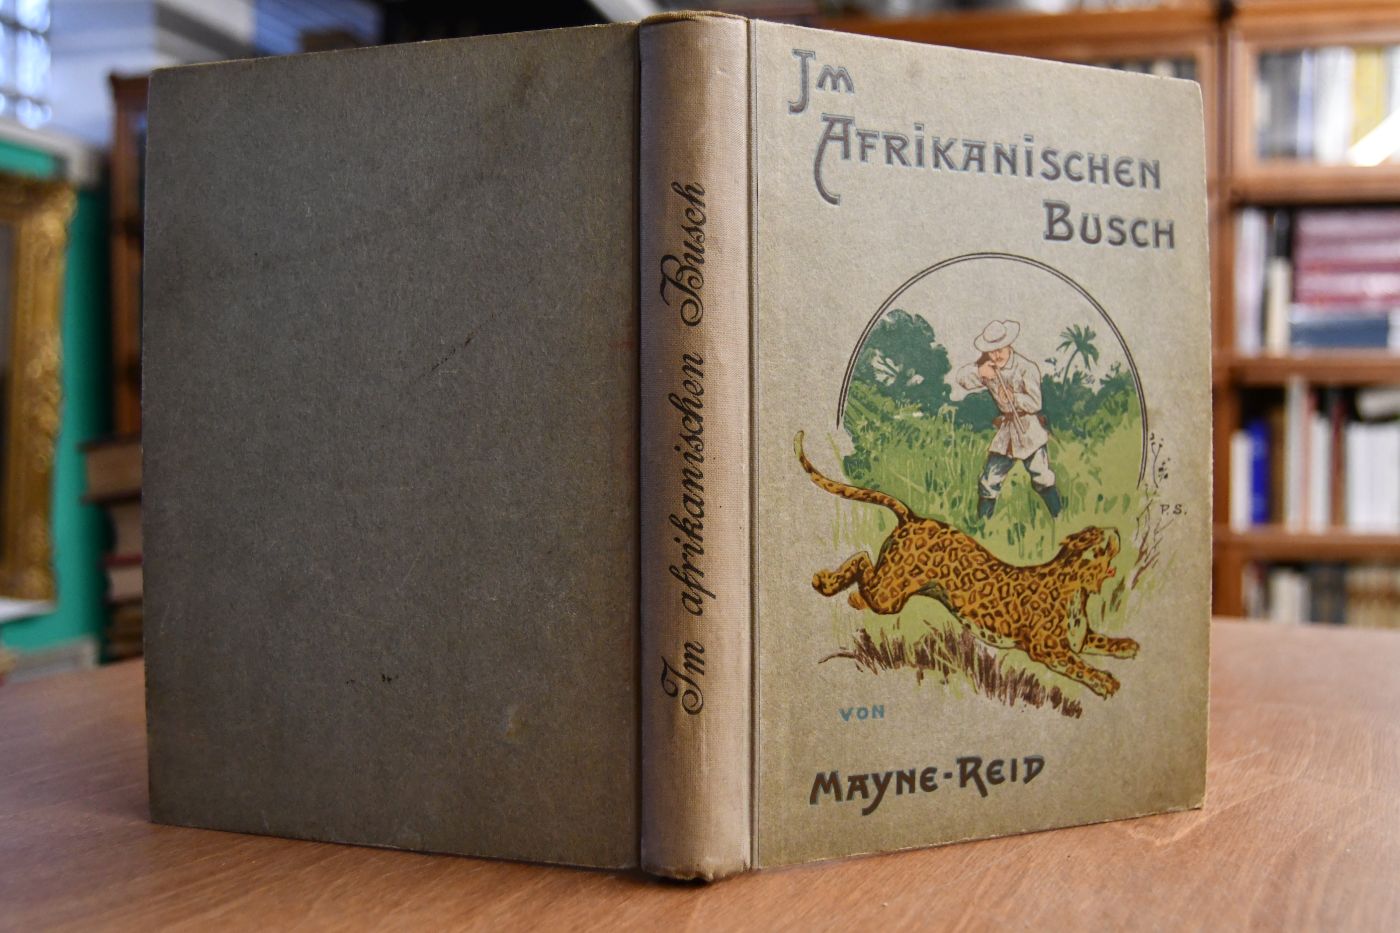 Im afrikanischen Busch
Im
Afrikanischen
Busch
P.S.
von
Mayne-Reid